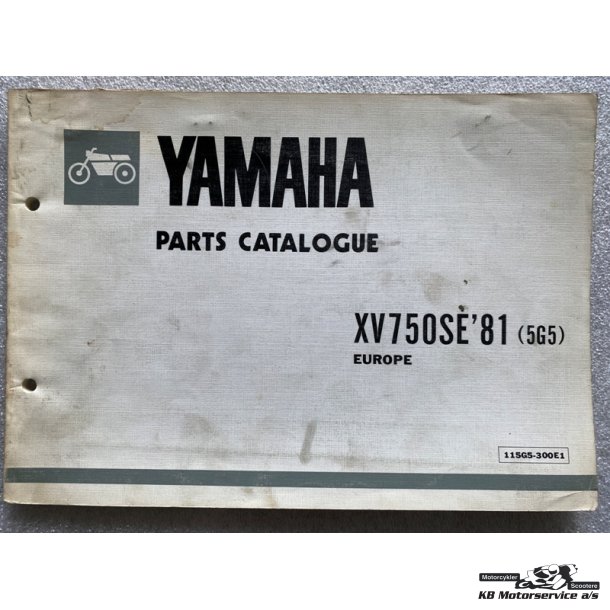 YAMAHA
PARTS CATALOGUE
XV750SE'81 (5G5)
EUROPE
115G5-300E1
Motorcykler
Scootere
KB Motorservice a/s